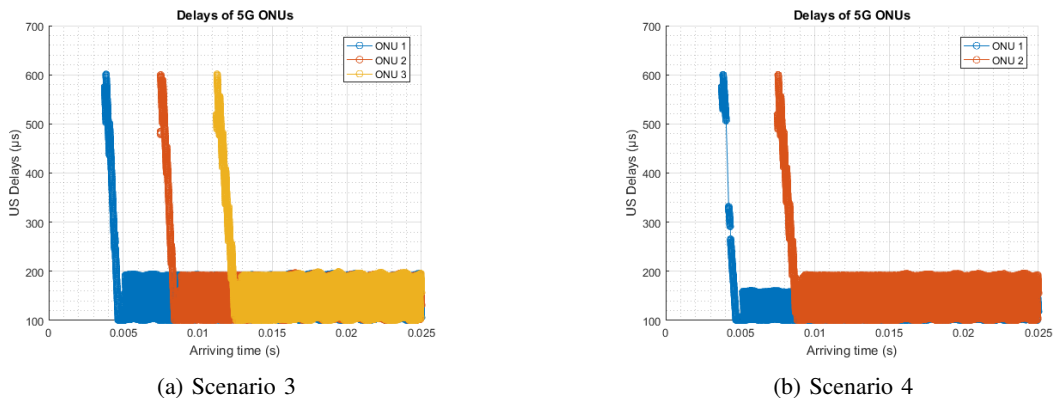 Delays of 5G ONUs
700
600
500
400
300
200
100
US Delays (µs)
ONU 1
ONU 2
ONU 3
0
0.005
0.01
0.015
0.02
0.025
Arriving time (s)
(a) Scenario 3
Delays of 5G ONUs
700
600
500
400
300
200
100
US Delays (µs)
ONU 1
ONU 2
0
0.005
0.01
0.015
0.02
0.025
Arriving time (s)
(b) Scenario 4